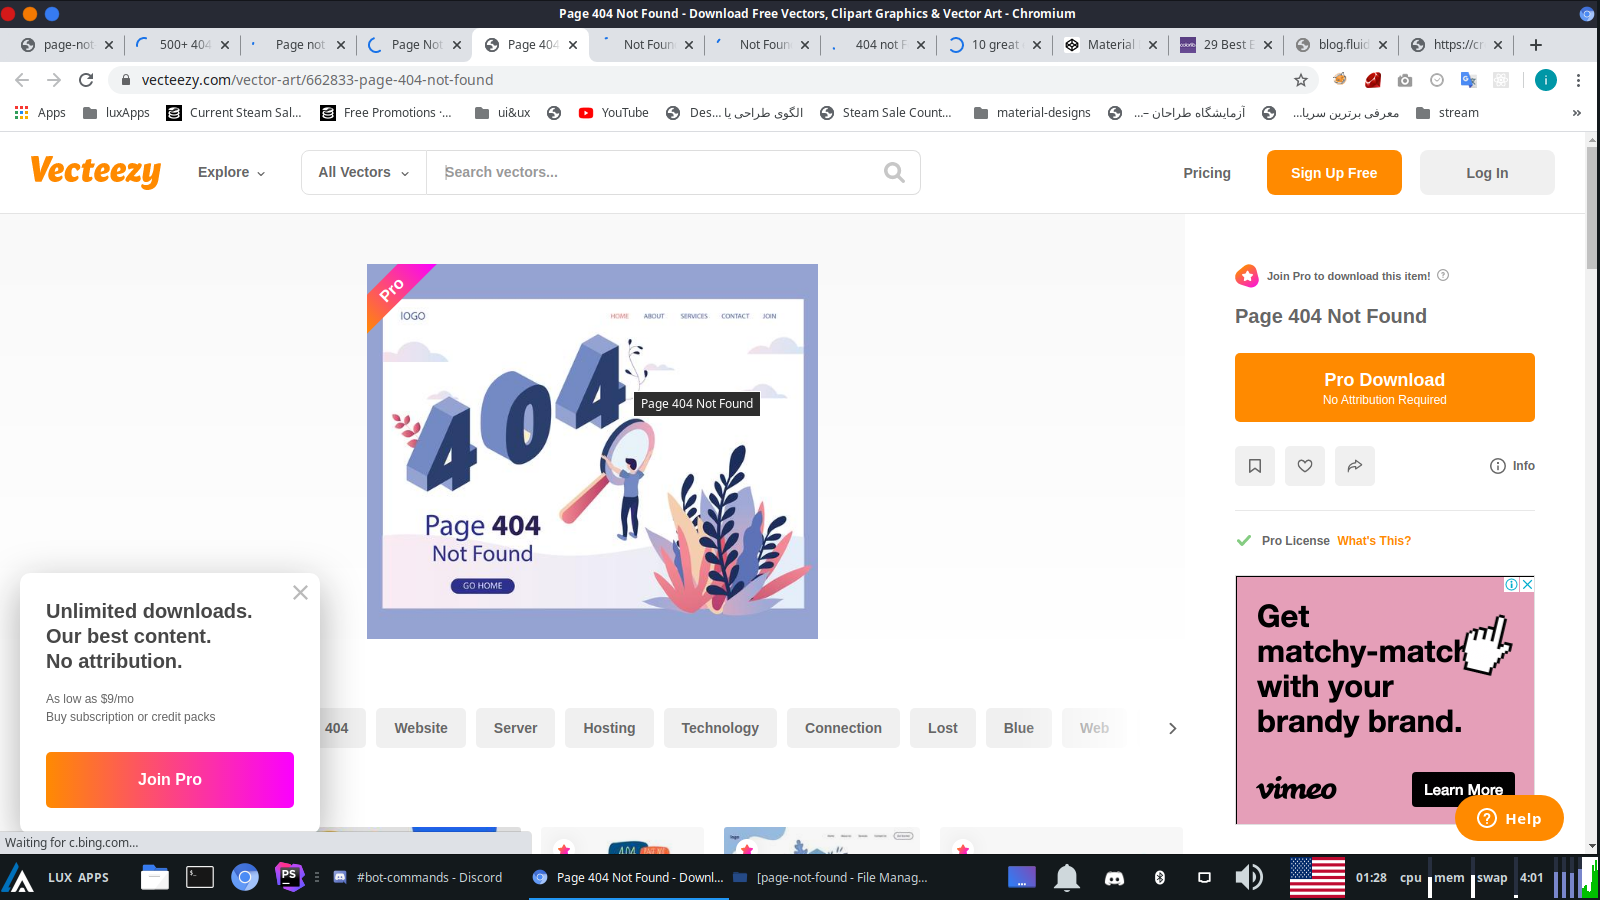 Page 404 Not Found - Download Free Vectors, Clipart Graphics & Vector Art - Chromium
page-not
500+ 404
Page not
Page Not
Page 404
Not Foun
Not Foun
404 not F
10 great
Material
29 Best E
blog.fluid
https://cr
vecteezy.com/vector-art/662833-page-404-not-found
i
Apps
luxApps
Current Steam Sal...
Free Promotions ·...
ui&ux
YouTube
الگوی طراحی یا ...Des
Steam Sale Count...
material-designs
آزمایشگاه طراحان –...
معرفی برترین سریا...
stream
»
Vecteezy
Explore
All Vectors
Search vectors...
Pricing
Sign Up Free
Log In
Pro
lOGO
HOME
ABOUT
SERVICES
CONTACT
JOIN
404
Page 404 Not Found
Page 404
Not Found
GO HOME
Join Pro to download this item!
Page 404 Not Found
Pro Download
No Attribution Required
Info
Pro License What's This?
Get
matchy-match
with your
brandy brand.
vimeo
Learn More
Help
Unlimited downloads.
Our best content.
No attribution.
As low as $9/mo
Buy subscription or credit packs
Join Pro
404
Website
Server
Hosting
Technology
Connection
Lost
Blue
Web
Waiting for c.bing.com...
LUX APPS
PS
#bot-commands - Discord
Page 404 Not Found - Downl...
[page-not-found - File Manag...
01:28
cpu
mem
swap
4:01